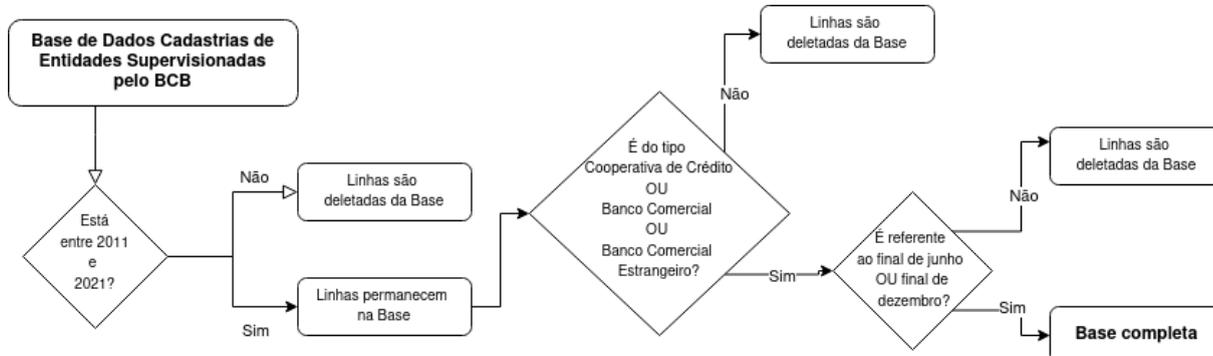 Base de Dados Cadastrias de
Entidades Supervisionadas
pelo BCB
Está
entre 2011
e
2021?
Não
Linhas são
deletadas da Base
Sim
Linhas permanecem
na Base
É do tipo
Cooperativa de Crédito
OU
Banco Comercial
OU
Banco Comercial
Estrangeiro?
Não
Linhas são
deletadas da Base
Sim
É referente
ao final de junho
OU final de
dezembro?
Não
Linhas são
deletadas da Base
Sim
Base completa